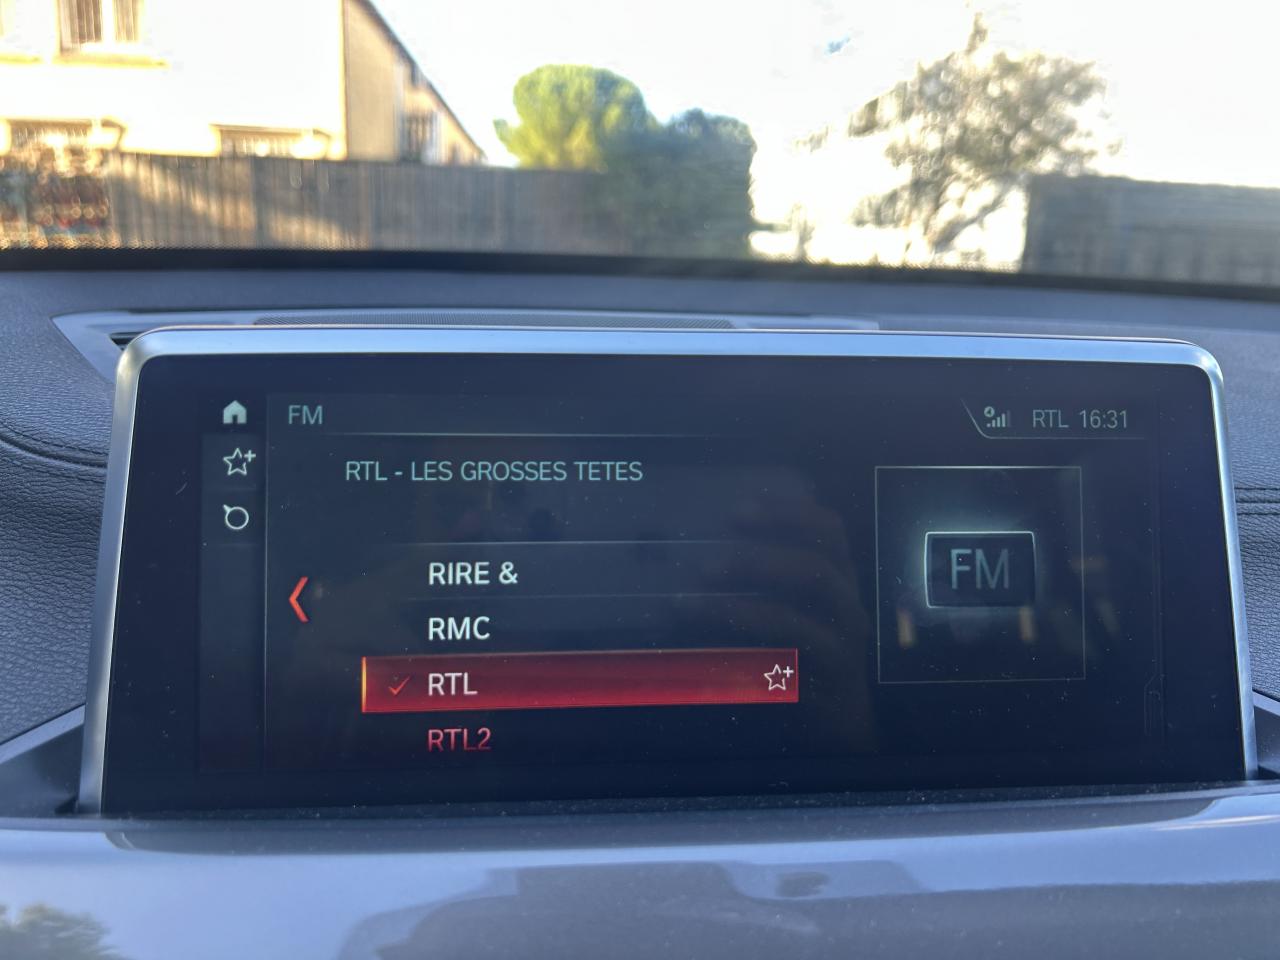 FM
RTL 16:31
RTL - LES GROSSES TETES
RIRE &
RMC
RTL
RTL2
FM